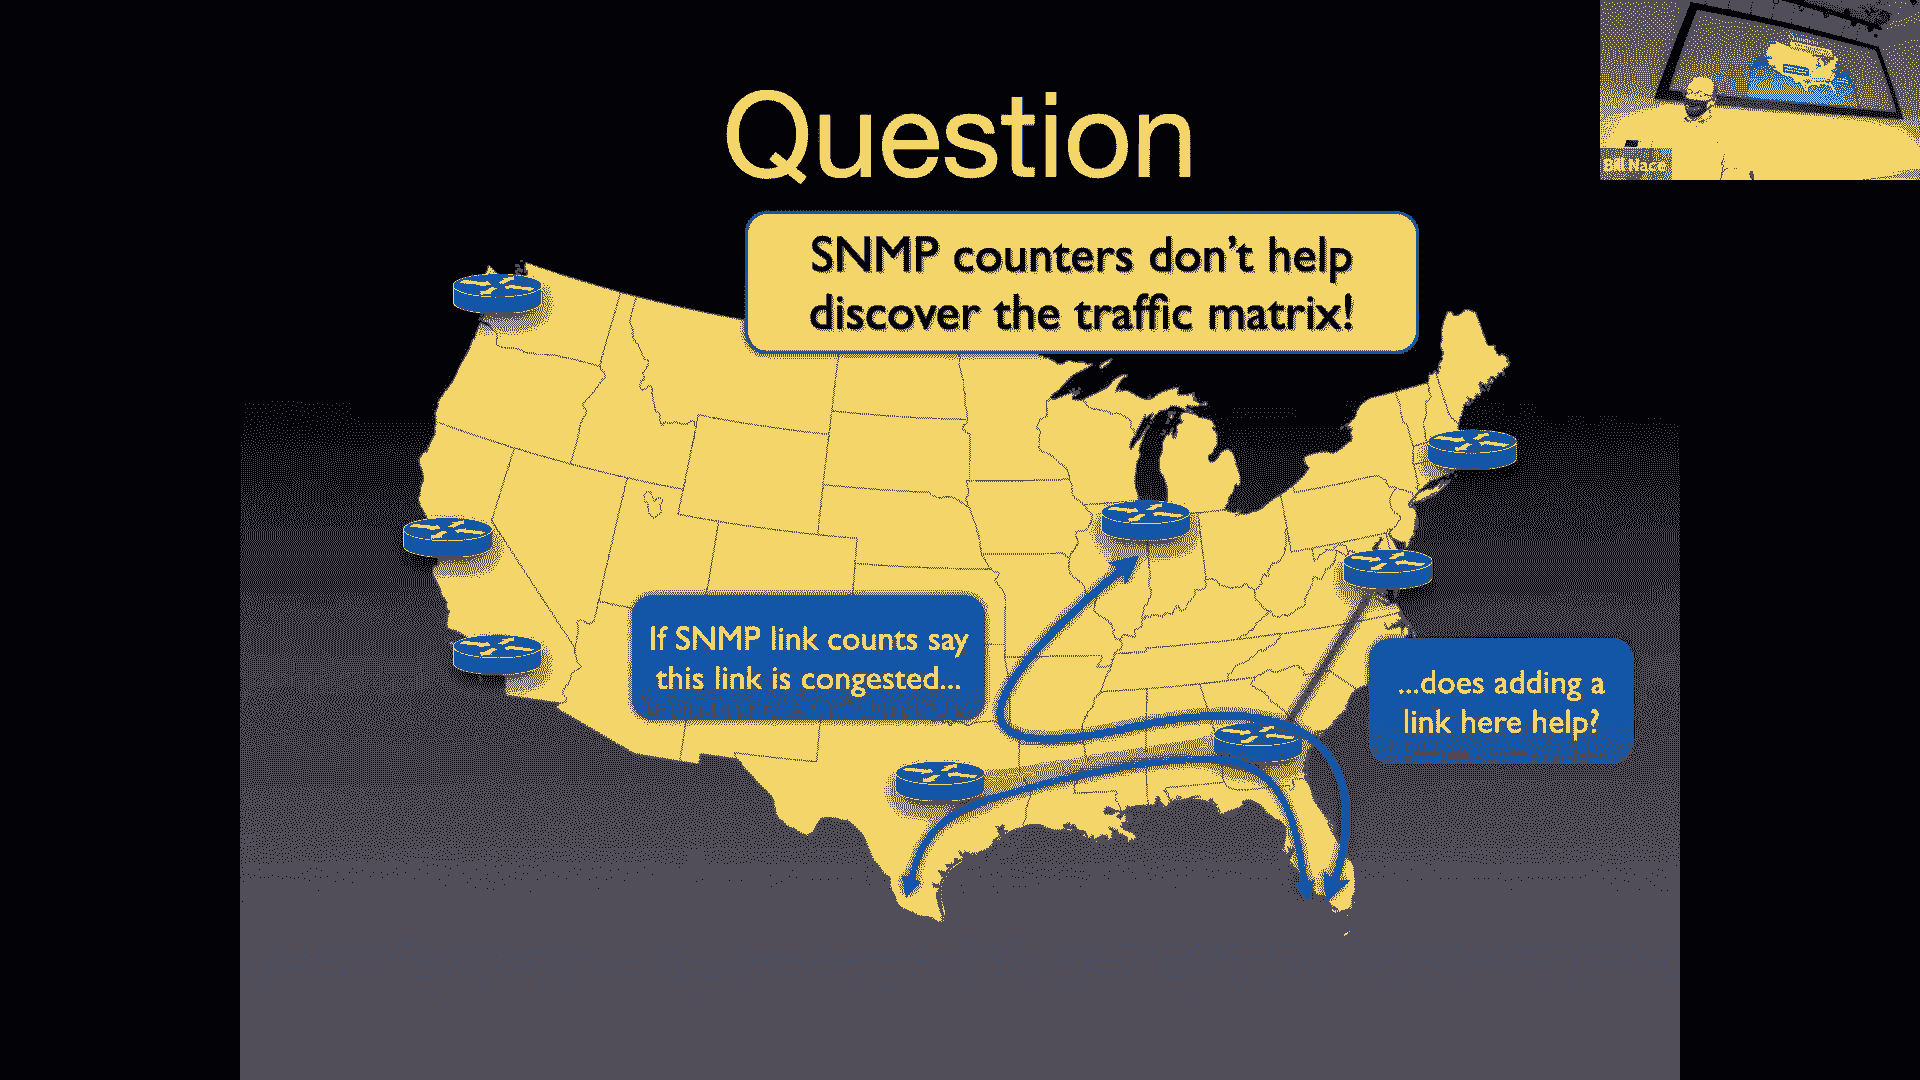 Question
SNMP counters don't help
discover the traffic matrix!
If SNMP link counts say
this link is congested...
...does adding a
link here help?
Bill Nace